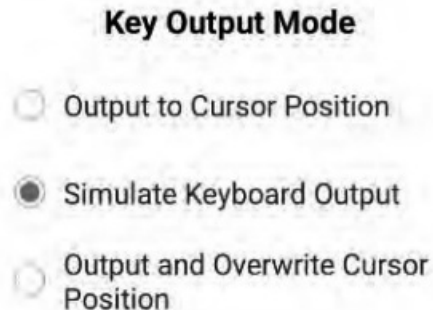 Key Output Mode
Output to Cursor Position
Simulate Keyboard Output
Output and Overwrite Cursor
Position